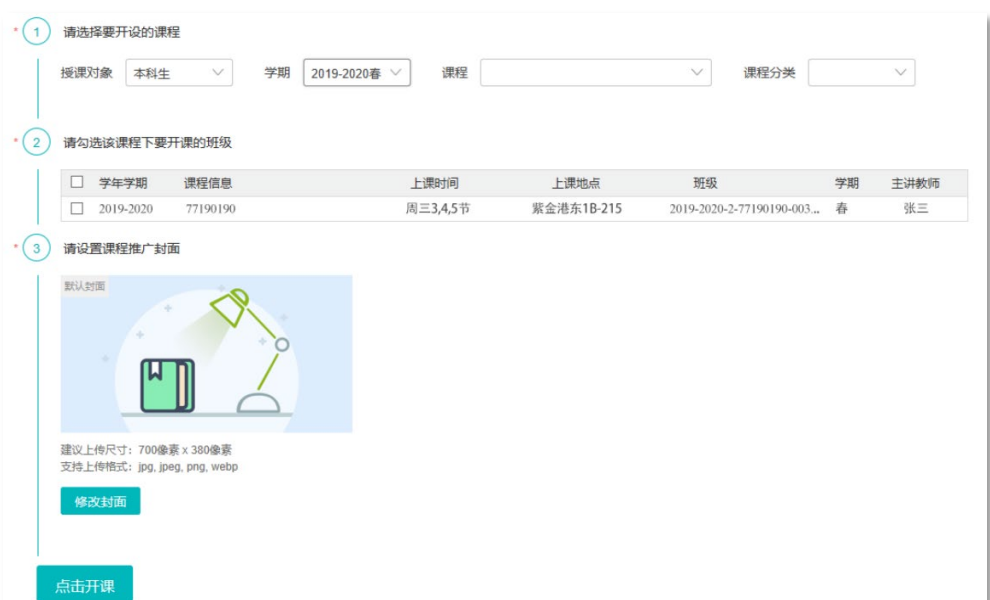 * 1 请选择要开设的课程
授课对象 本科生 学期 2019-2020春 课程 课程分类
* 2 请勾选该课程下要开课的班级
学年学期 课程信息 上课时间 上课地点 班级 学期 主讲教师
2019-2020 77190190 周三3,4,5节 紫金港东1B-215 2019-2020-2-77190190-003... 春 张三
* 3 请设置课程推广封面
默认封面
建议上传尺寸：700像素 x 380像素
支持上传格式：jpg, jpeg, png, webp
修改封面
点击开课